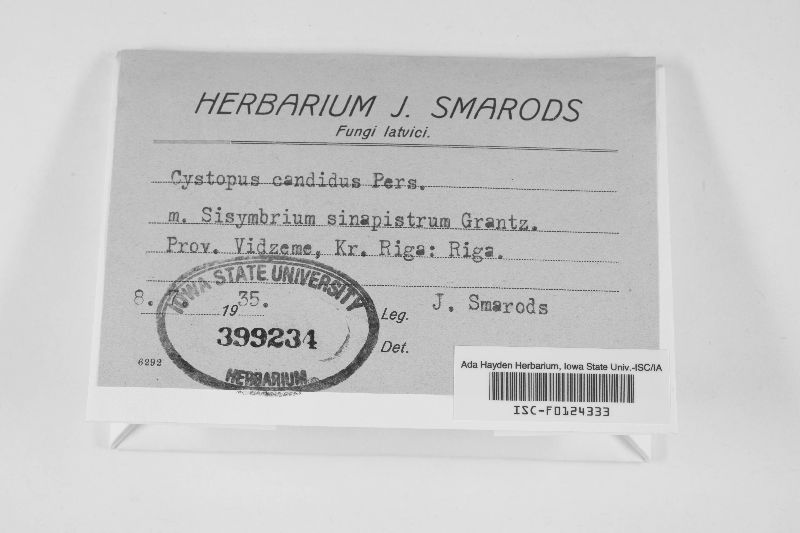 HERBARIUM J. SMARODS
Fungi latvici.
Cystopus candidus Pers.
m. Sisymbrium sinapistrum Grantz.
Prov. Vidzeme, Kr. Riga: Riga.
8. 1935.
Leg. J. Smarods
Det.
IOWA STATE UNIVERSITY
399234
HERBARIUM
6292
Ada Hayden Herbarium, Iowa State Univ.-ISC/IA
ISC-F0124333